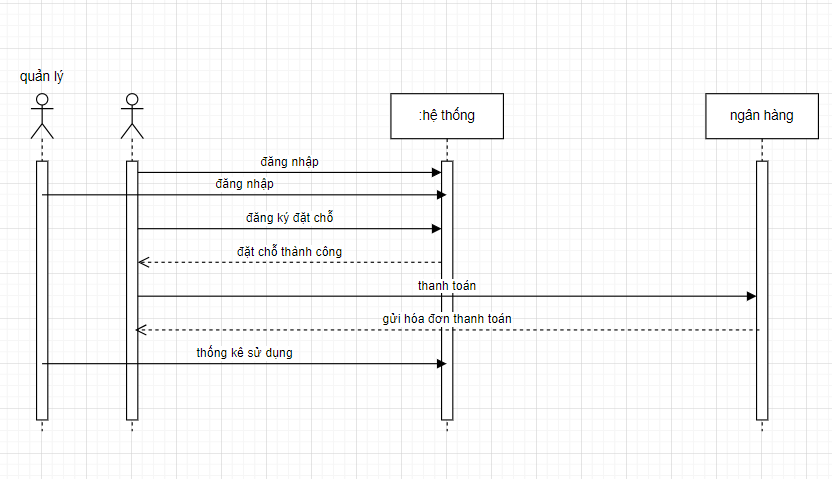 quản lý
:hệ thống
ngân hàng
đăng nhập
đăng nhập
đăng ký đặt chỗ
đặt chỗ thành công
thanh toán
gửi hóa đơn thanh toán
thống kê sử dụng